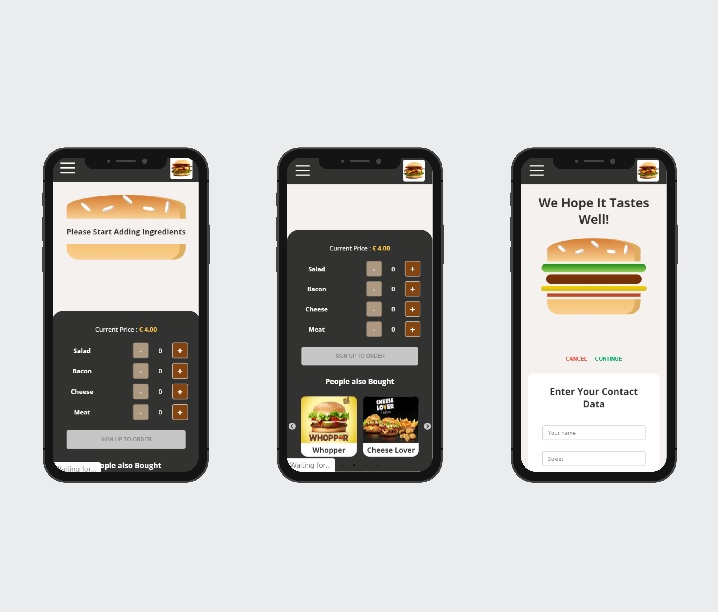 Please Start Adding Ingredients
Current Price : € 4.00
Salad - 0 +
Bacon - 0 +
Cheese - 0 +
Meat - 0 +
SIGN UP TO ORDER
ople also Bought
Waiting for...
Current Price : € 4.00
Salad - 0 +
Bacon - 0 +
Cheese - 0 +
Meat - 0 +
SIGN UP TO ORDER
People also Bought
WHOPPER
CHEESE
LOVER
Whopper
Cheese Lover
Waiting for...
We Hope It Tastes
Well!
CANCEL CONTINUE
Enter Your Contact
Data
Your name
Street